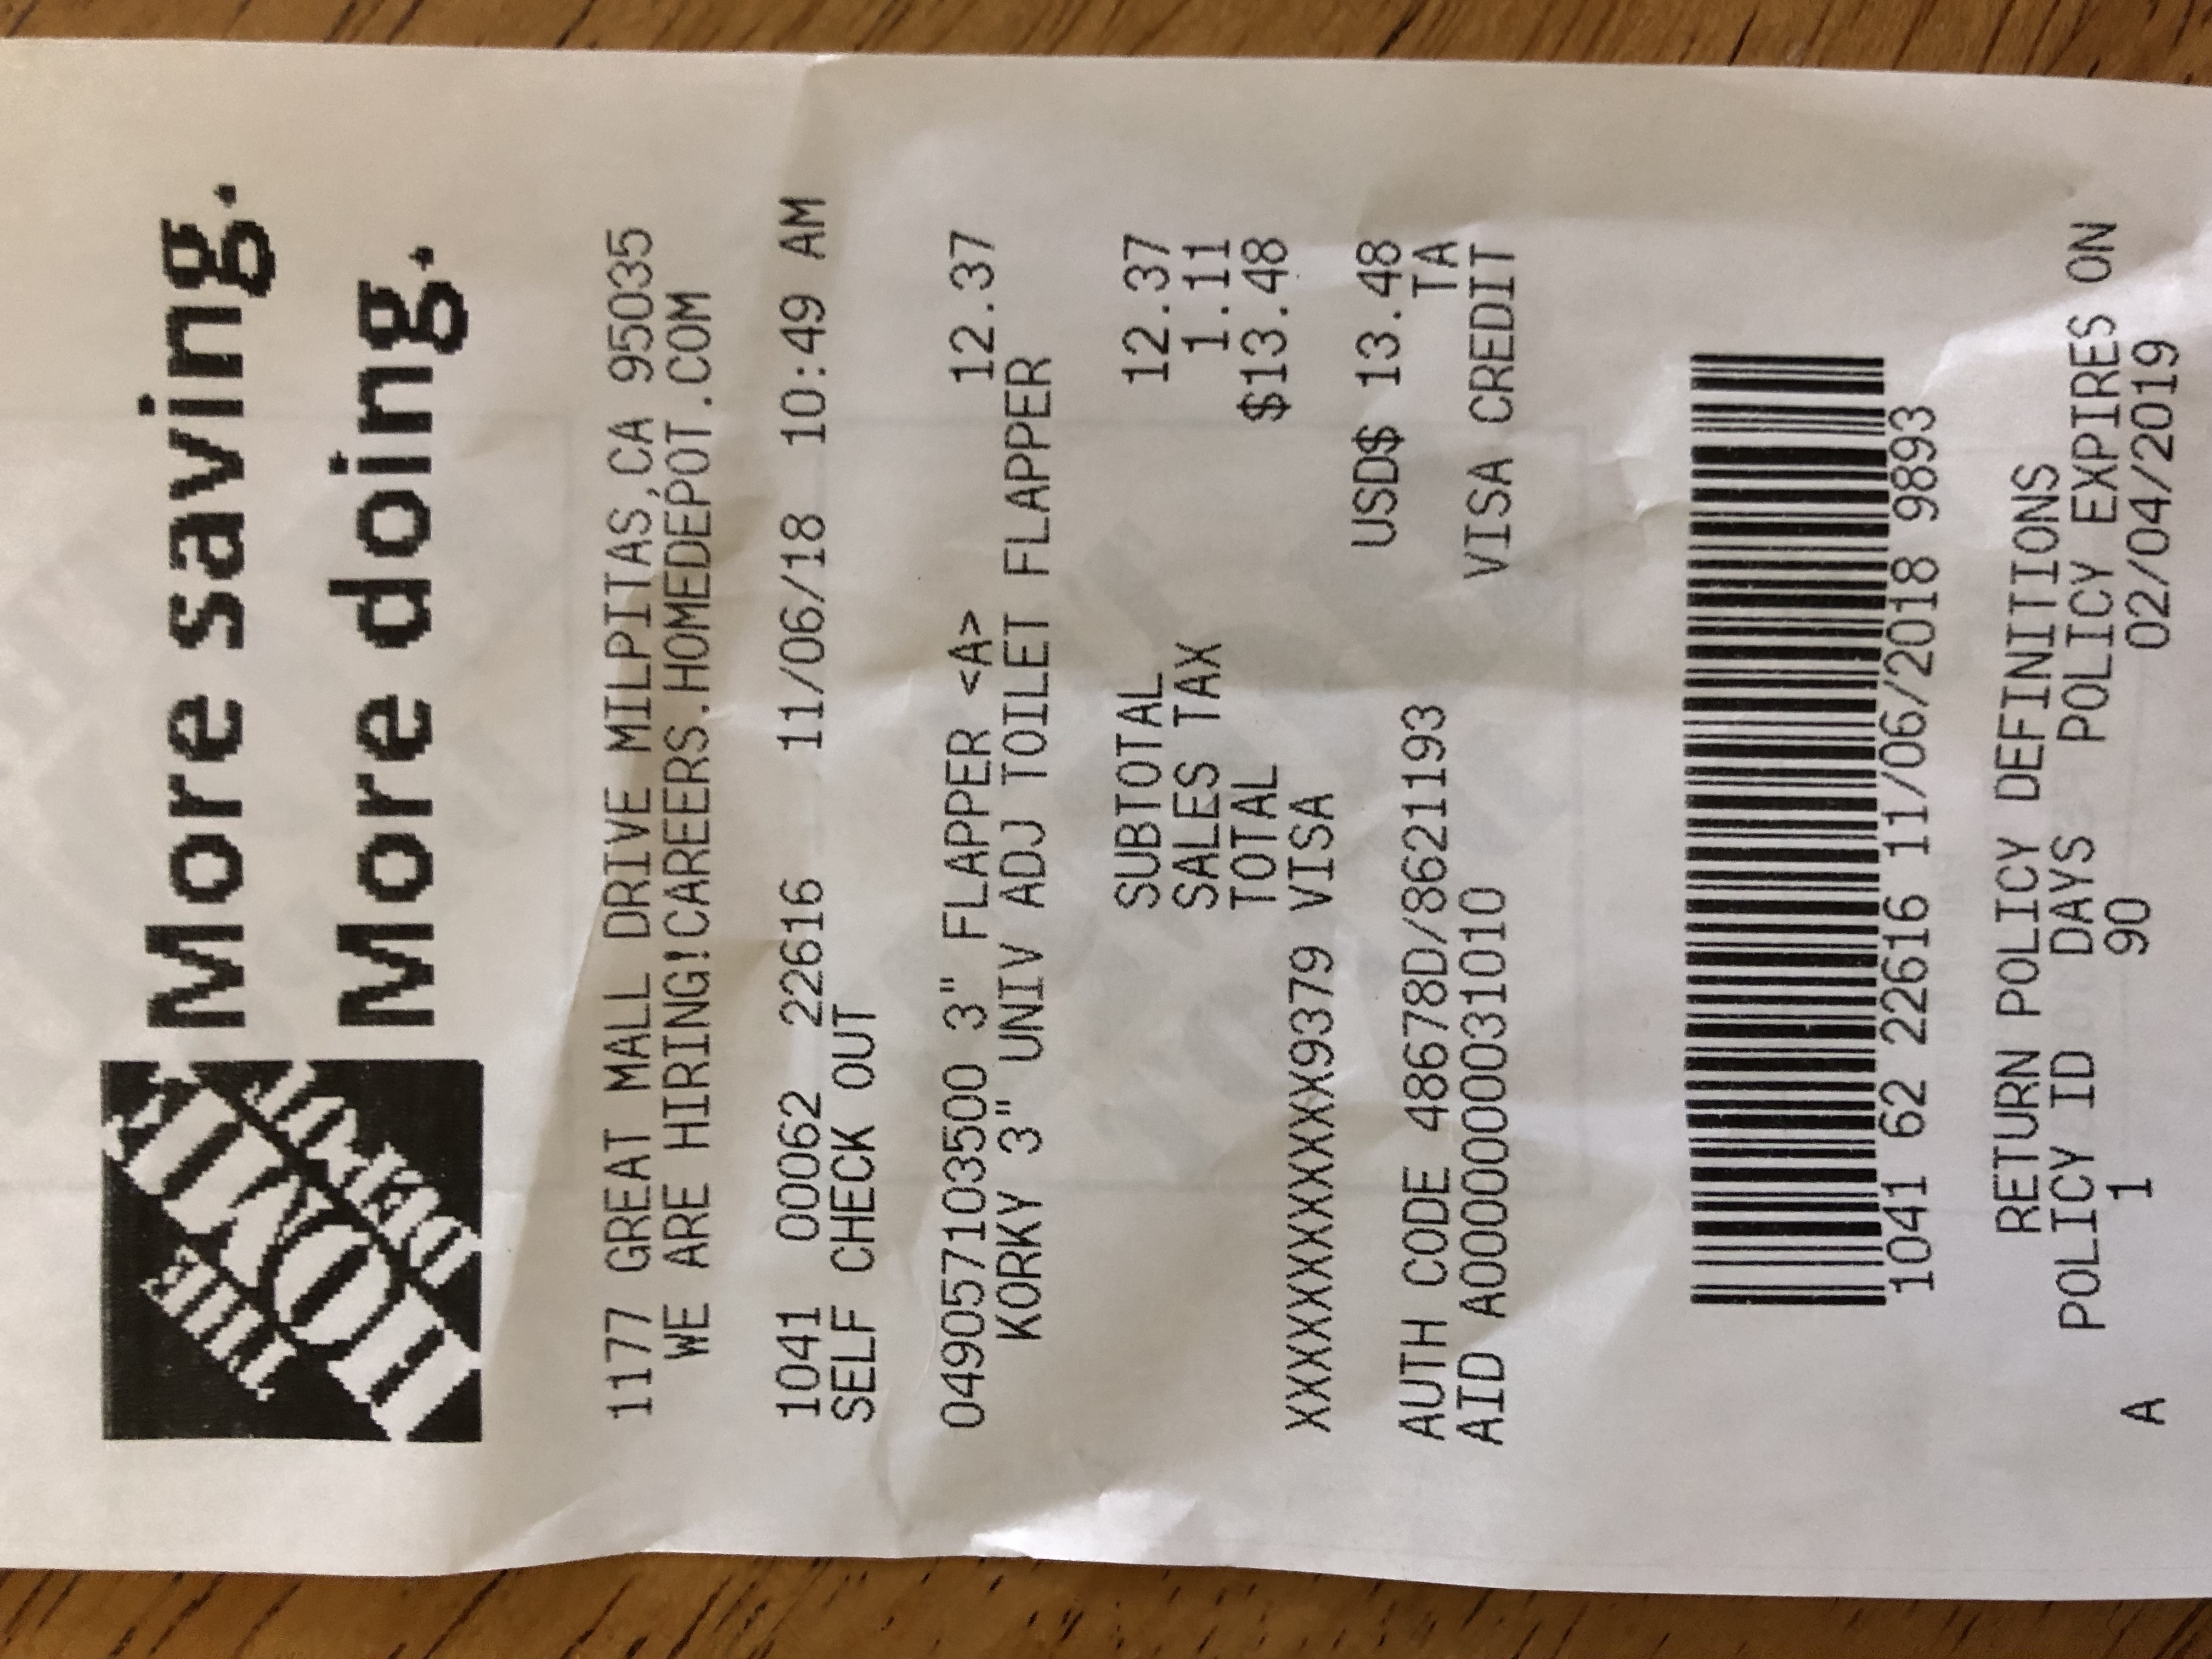 THE
HOME
DEPOT
More saving.
More doing.
1177 GREAT MALL DRIVE MILPITAS,CA 95035
WE ARE HIRING!CAREERS.HOMEDEPOT.COM
1041 00062 22616 11/06/18 10:49 AM
SELF CHECK OUT
049057103500 3" FLAPPER <A> 12.37
KORKY 3" UNIV ADJ TOILET FLAPPER
SUBTOTAL 12.37
SALES TAX 1.11
TOTAL $13.48
XXXXXXXXXXXX9379 VISA
USD$ 13.48
AUTH CODE 48678D/8621193 TA
AID A0000000031010 VISA CREDIT
1041 62 22616 11/06/2018 9893
RETURN POLICY DEFINITIONS
POLICY ID DAYS POLICY EXPIRES ON
A 1 90 02/04/2019